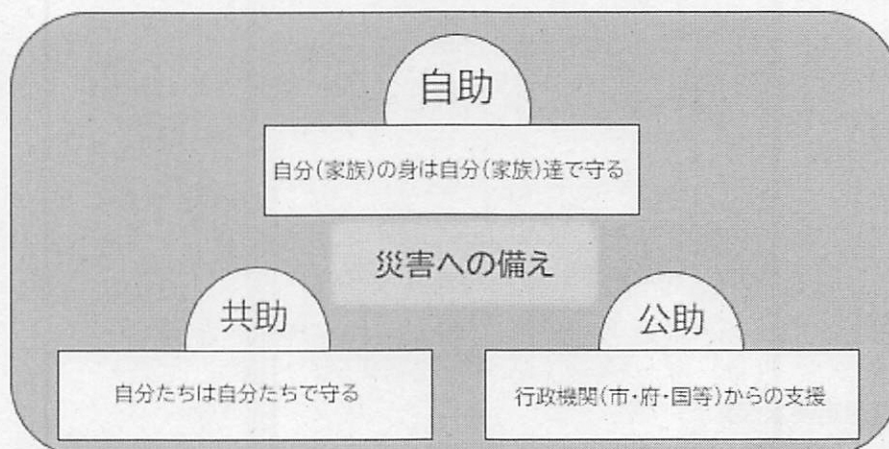 自助
自分(家族)の身は自分(家族)達で守る
災害への備え
共助
自分たちは自分たちで守る
公助
行政機関(市・府・国等)からの支援